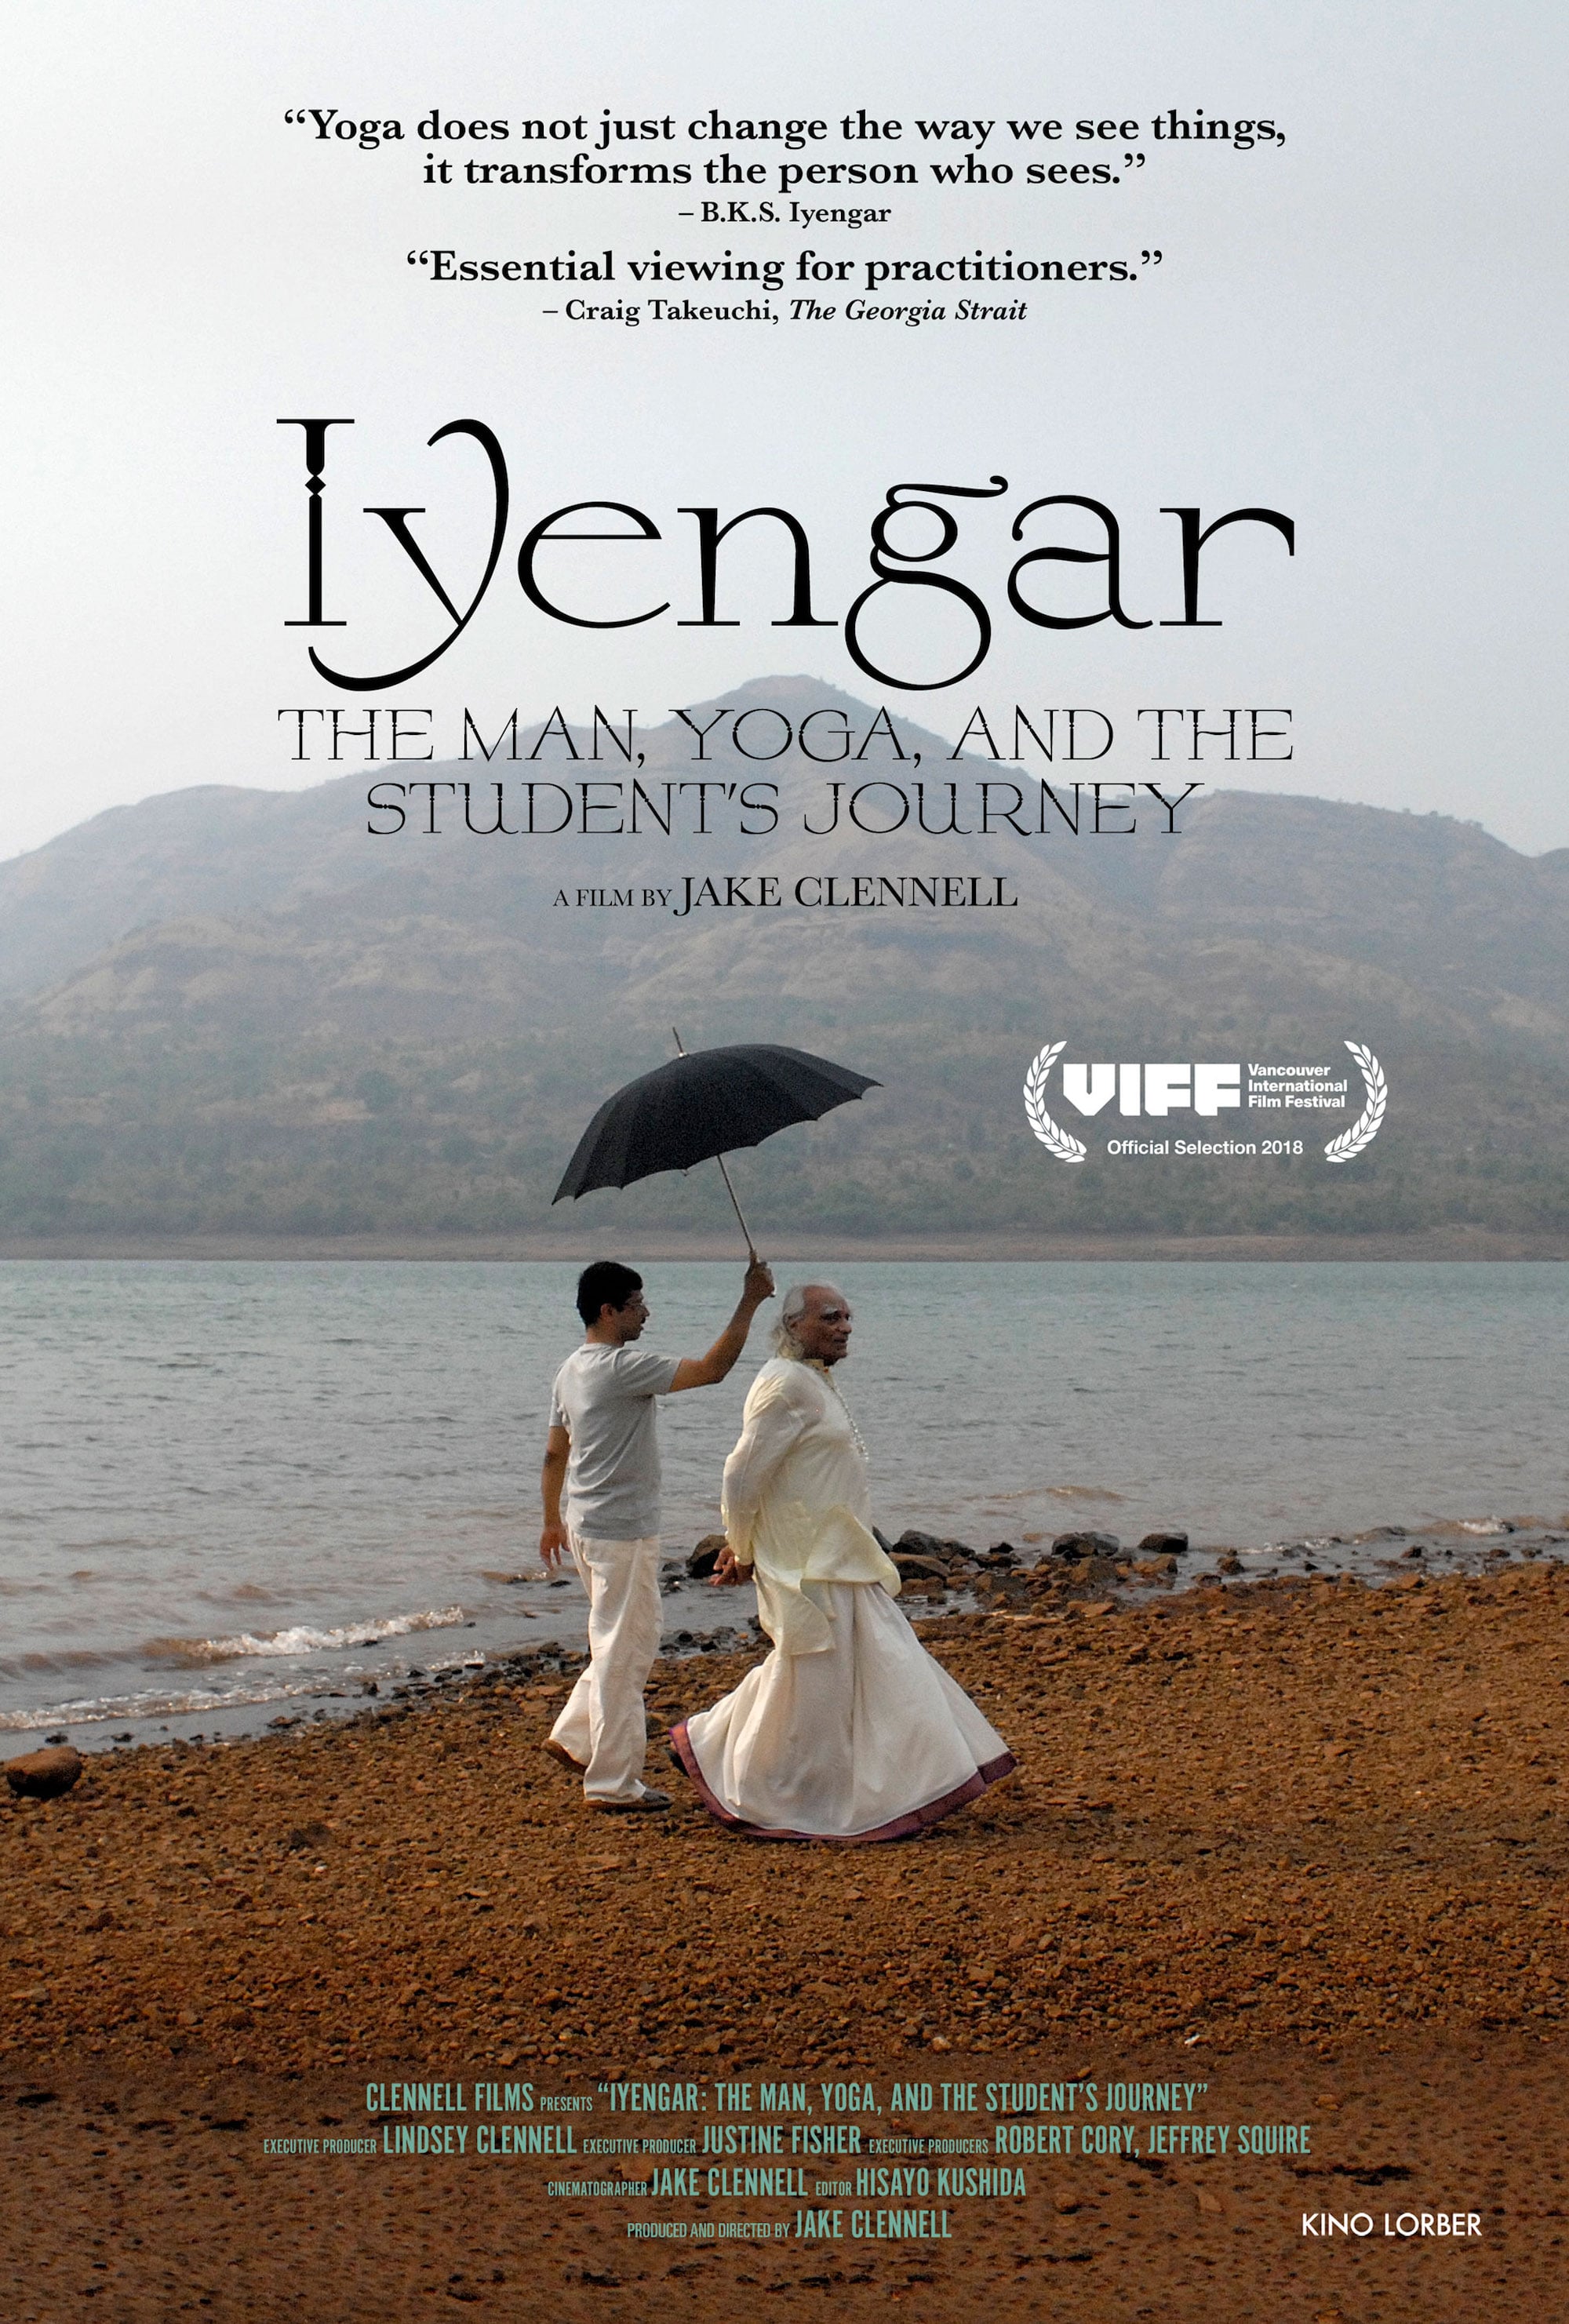 “Yoga does not just change the way we see things,
it transforms the person who sees.”
– B.K.S. Iyengar
“Essential viewing for practitioners.”
– Craig Takeuchi, The Georgia Strait
Iyengar
THE MAN, YOGA, AND THE
STUDENT'S JOURNEY
A FILM BY JAKE CLENNELL
VIFF Vancouver
International
Film Festival
Official Selection 2018
CLENNELL FILMS PRESENTS “IYENGAR: THE MAN, YOGA, AND THE STUDENT'S JOURNEY”
EXECUTIVE PRODUCER LINDSEY CLENNELL EXECUTIVE PRODUCER JUSTINE FISHER EXECUTIVE PRODUCERS ROBERT CORY, JEFFREY SQUIRE
CINEMATOGRAPHER JAKE CLENNELL EDITOR HISAYO KUSHIDA
PRODUCED AND DIRECTED BY JAKE CLENNELL
KINO LORBER